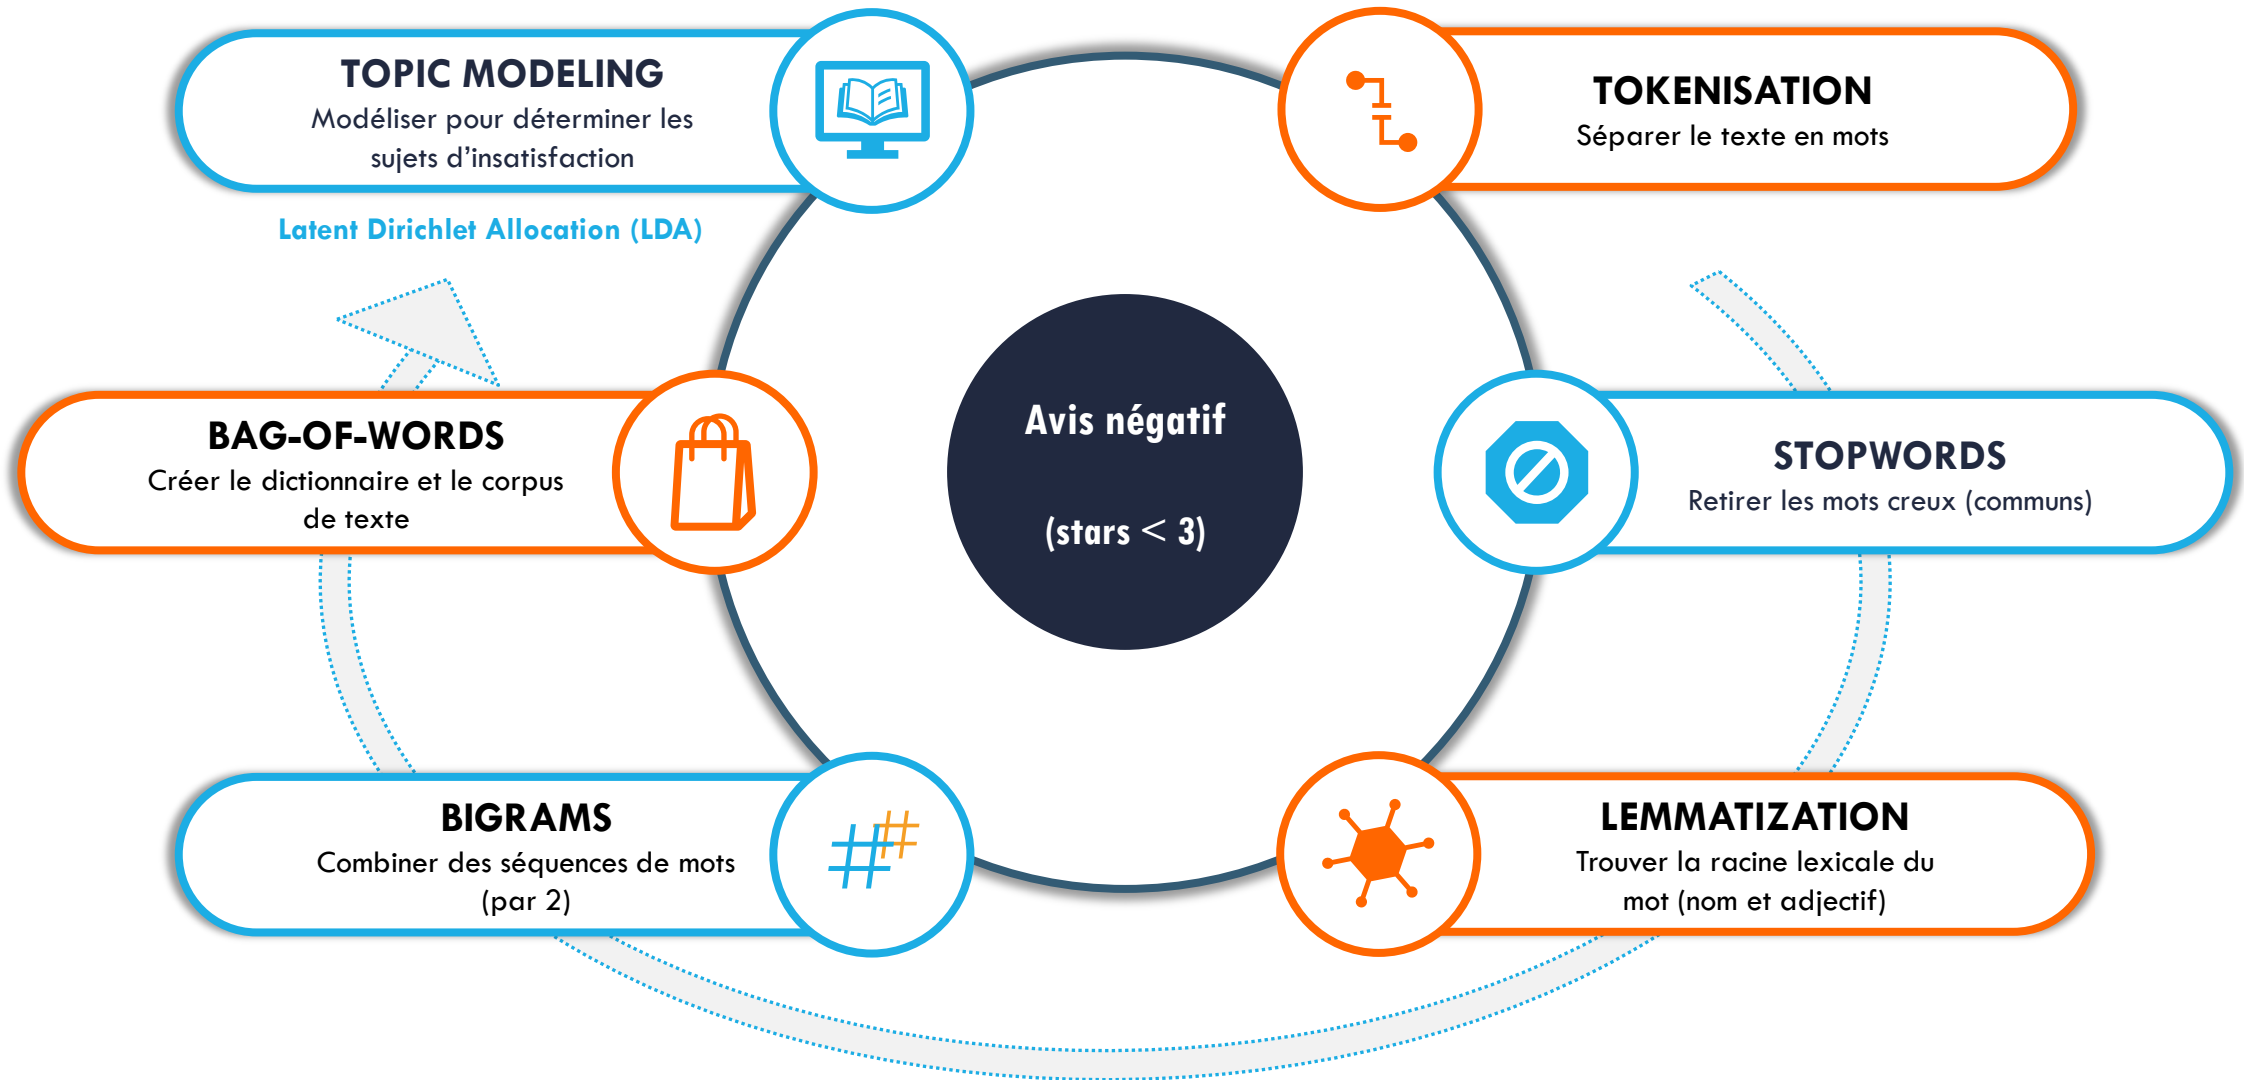 TOPIC MODELING
Modéliser pour déterminer les
sujets d’insatisfaction
Latent Dirichlet Allocation (LDA)
TOKENISATION
Séparer le texte en mots
BAG-OF-WORDS
Créer le dictionnaire et le corpus
de texte
Avis négatif
(stars < 3)
STOPWORDS
Retirer les mots creux (communs)
BIGRAMS
Combiner des séquences de mots
(par 2)
LEMMATIZATION
Trouver la racine lexicale du
mot (nom et adjectif)